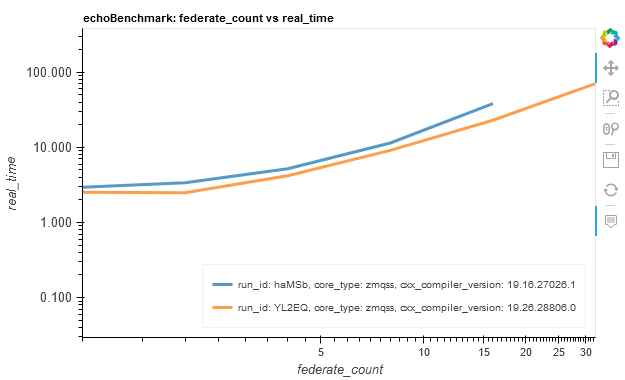 echoBenchmark: federate_count vs real_time
100.000
10.000
1.000
0.100
real_time
run_id: haMSb, core_type: zmqss, cxx_compiler_version: 19.16.27026.1
run_id: YL2EQ, core_type: zmqss, cxx_compiler_version: 19.26.28806.0
5
10
15
20
25
30
federate_count